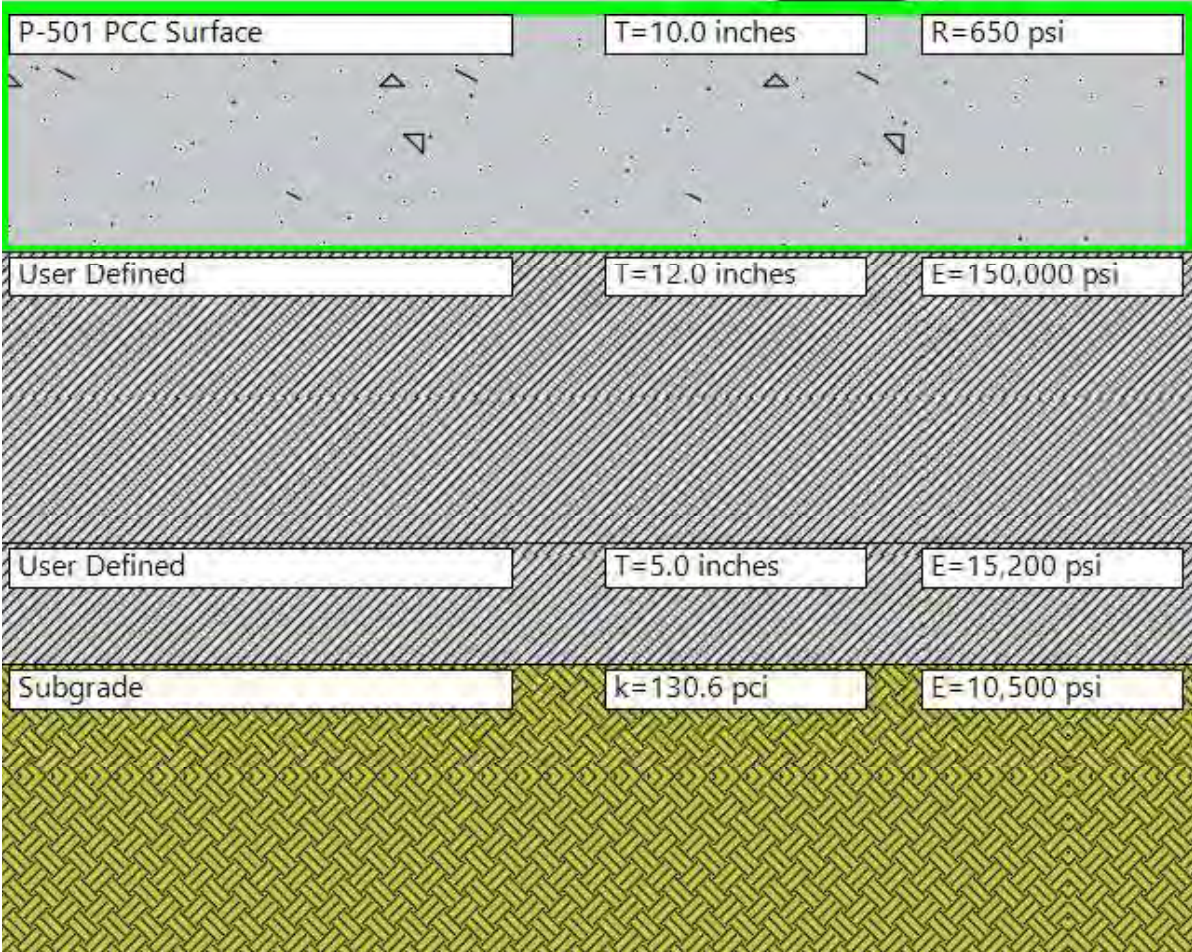 P-501 PCC Surface T=10.0 inches R=650 psi
User Defined T=12.0 inches E=150,000 psi
User Defined T=5.0 inches E=15,200 psi
Subgrade k=130.6 pci E=10,500 psi